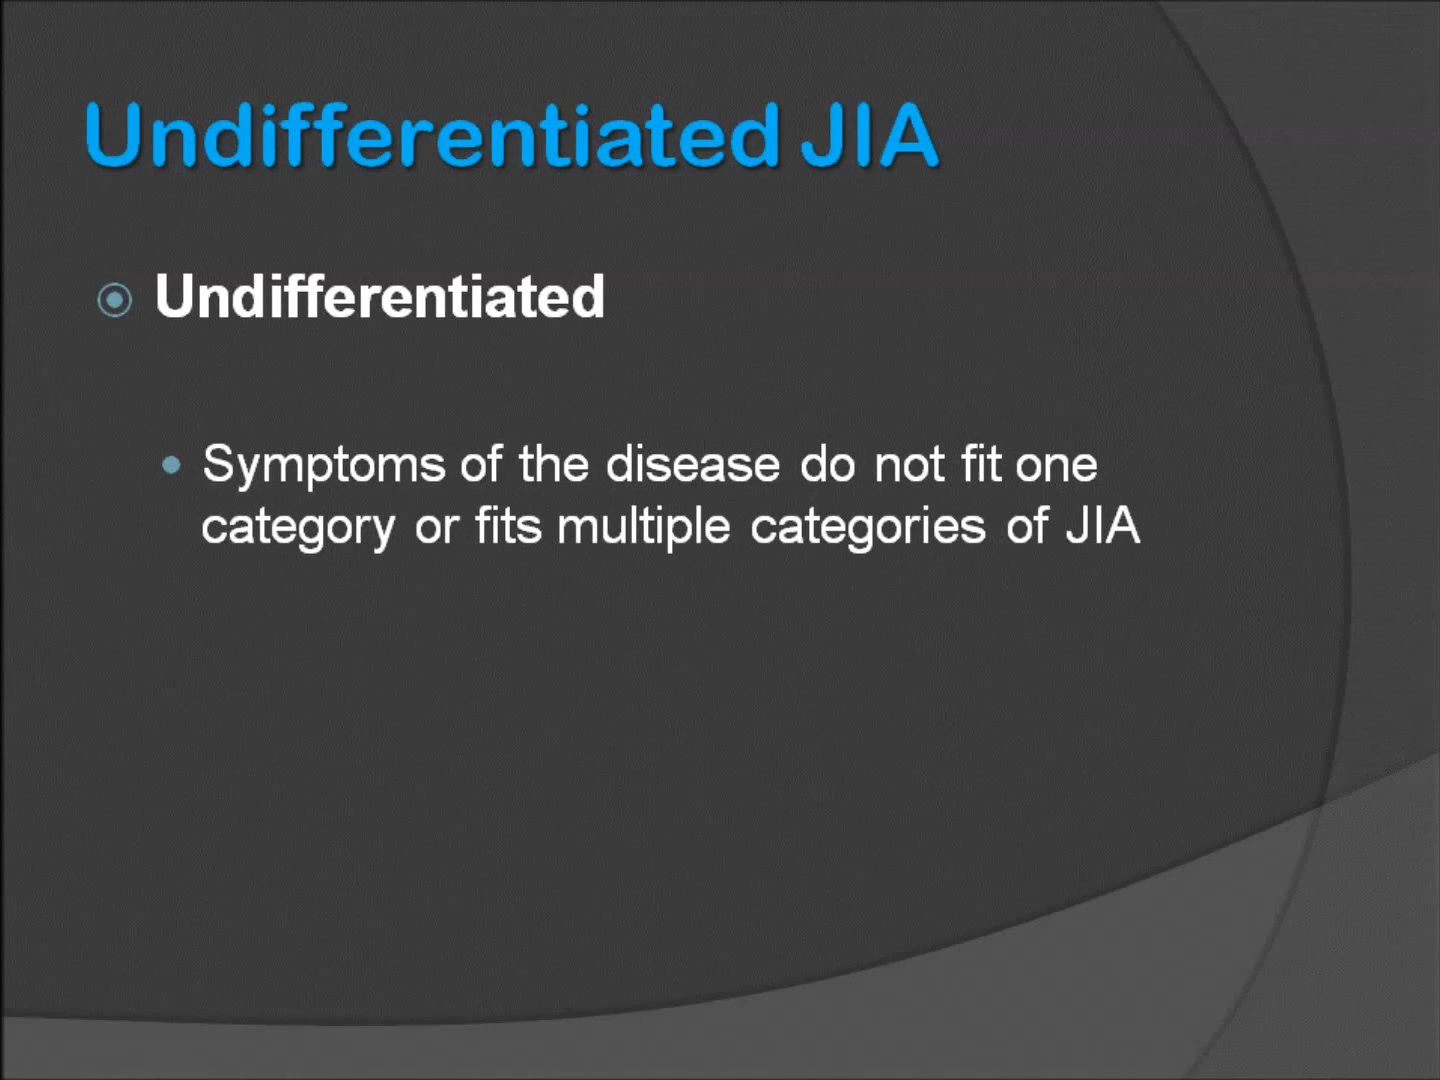 Undifferentiated JIA
Undifferentiated
Symptoms of the disease do not fit one
category or fits multiple categories of JIA